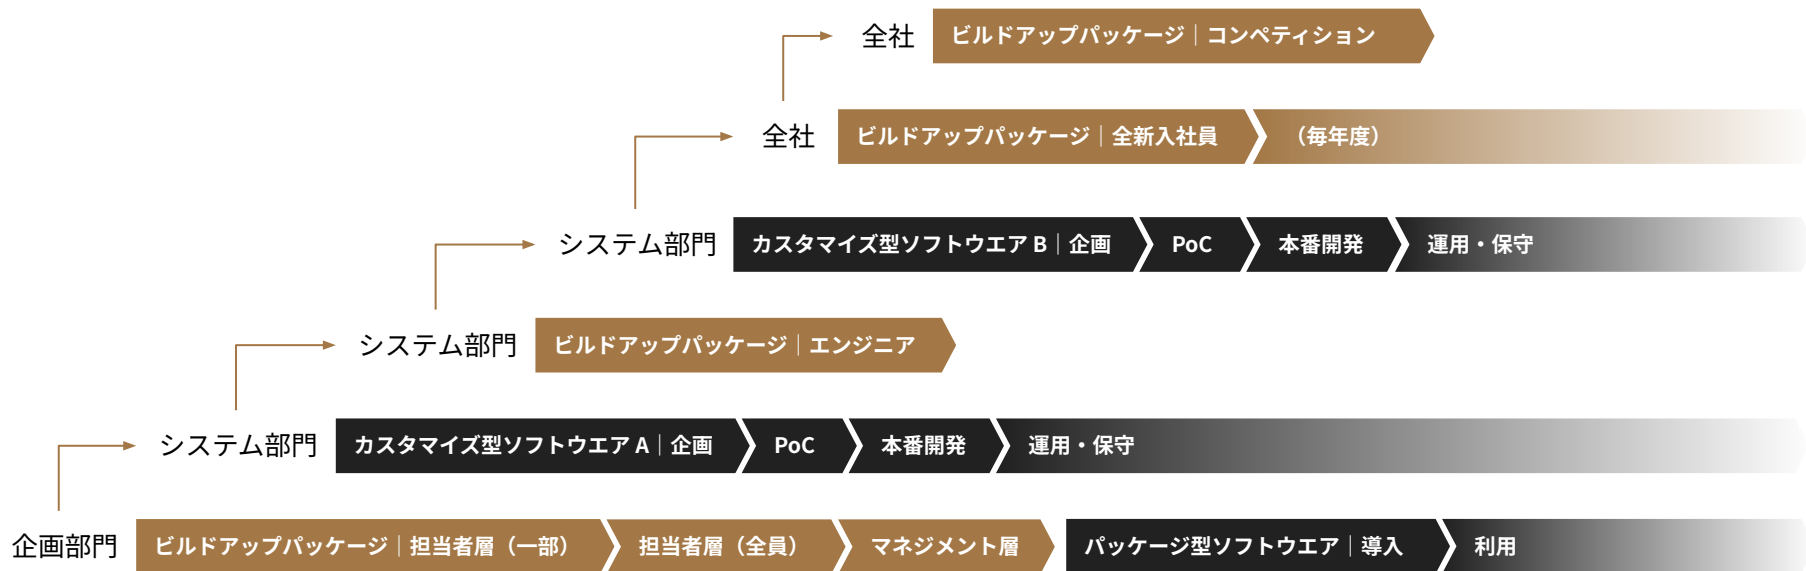 全社 ビルドアップパッケージ｜コンペティション
全社 ビルドアップパッケージ｜全新入社員 （毎年度）
システム部門 カスタマイズ型ソフトウエア B｜企画 PoC 本番開発 運用・保守
システム部門 ビルドアップパッケージ｜エンジニア
システム部門 カスタマイズ型ソフトウエア A｜企画 PoC 本番開発 運用・保守
企画部門 ビルドアップパッケージ｜担当者層（一部） 担当者層（全員） マネジメント層 パッケージ型ソフトウエア｜導入 利用